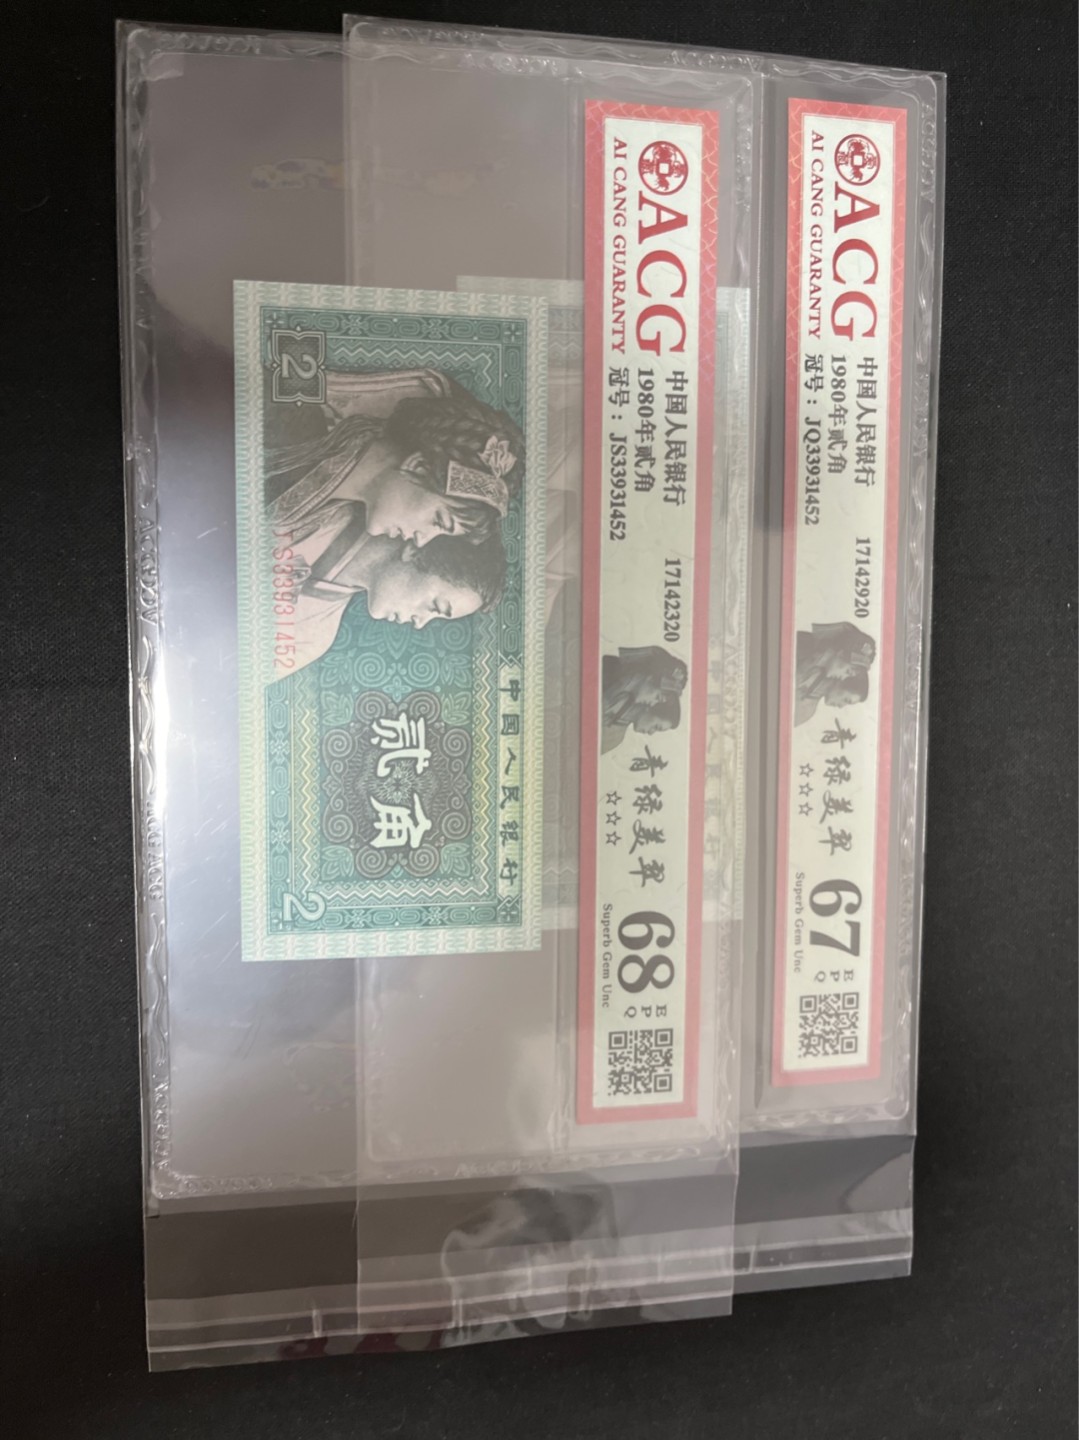 ACG
AI CANG GUARANTY
中国人民银行
1980年贰角
冠号：JQ33931452
17142920
青绿美翠
☆☆☆
67
EPQ
Superb Gem Unc
ACG
AI CANG GUARANTY
中国人民银行
1980年贰角
冠号：JS33931452
17142320
青绿美翠
☆☆☆
68
EPQ
Superb Gem Unc
中国人民银行
贰角
2
2
JS33931452